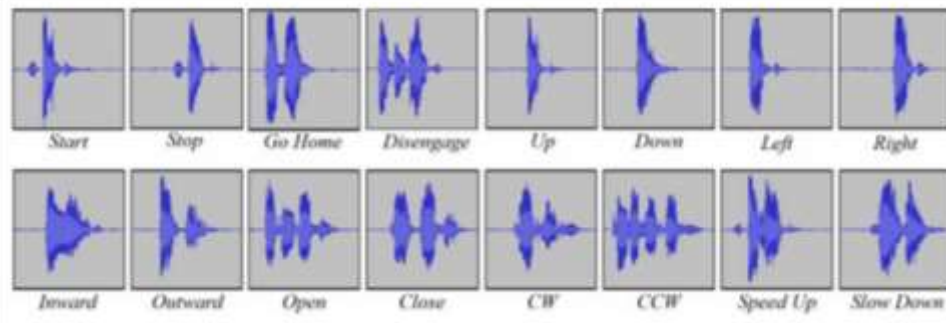 Start Stop Go Home Disengage Up Down Left Right
Inward Outward Open Close CW CCW Speed Up Slow Down